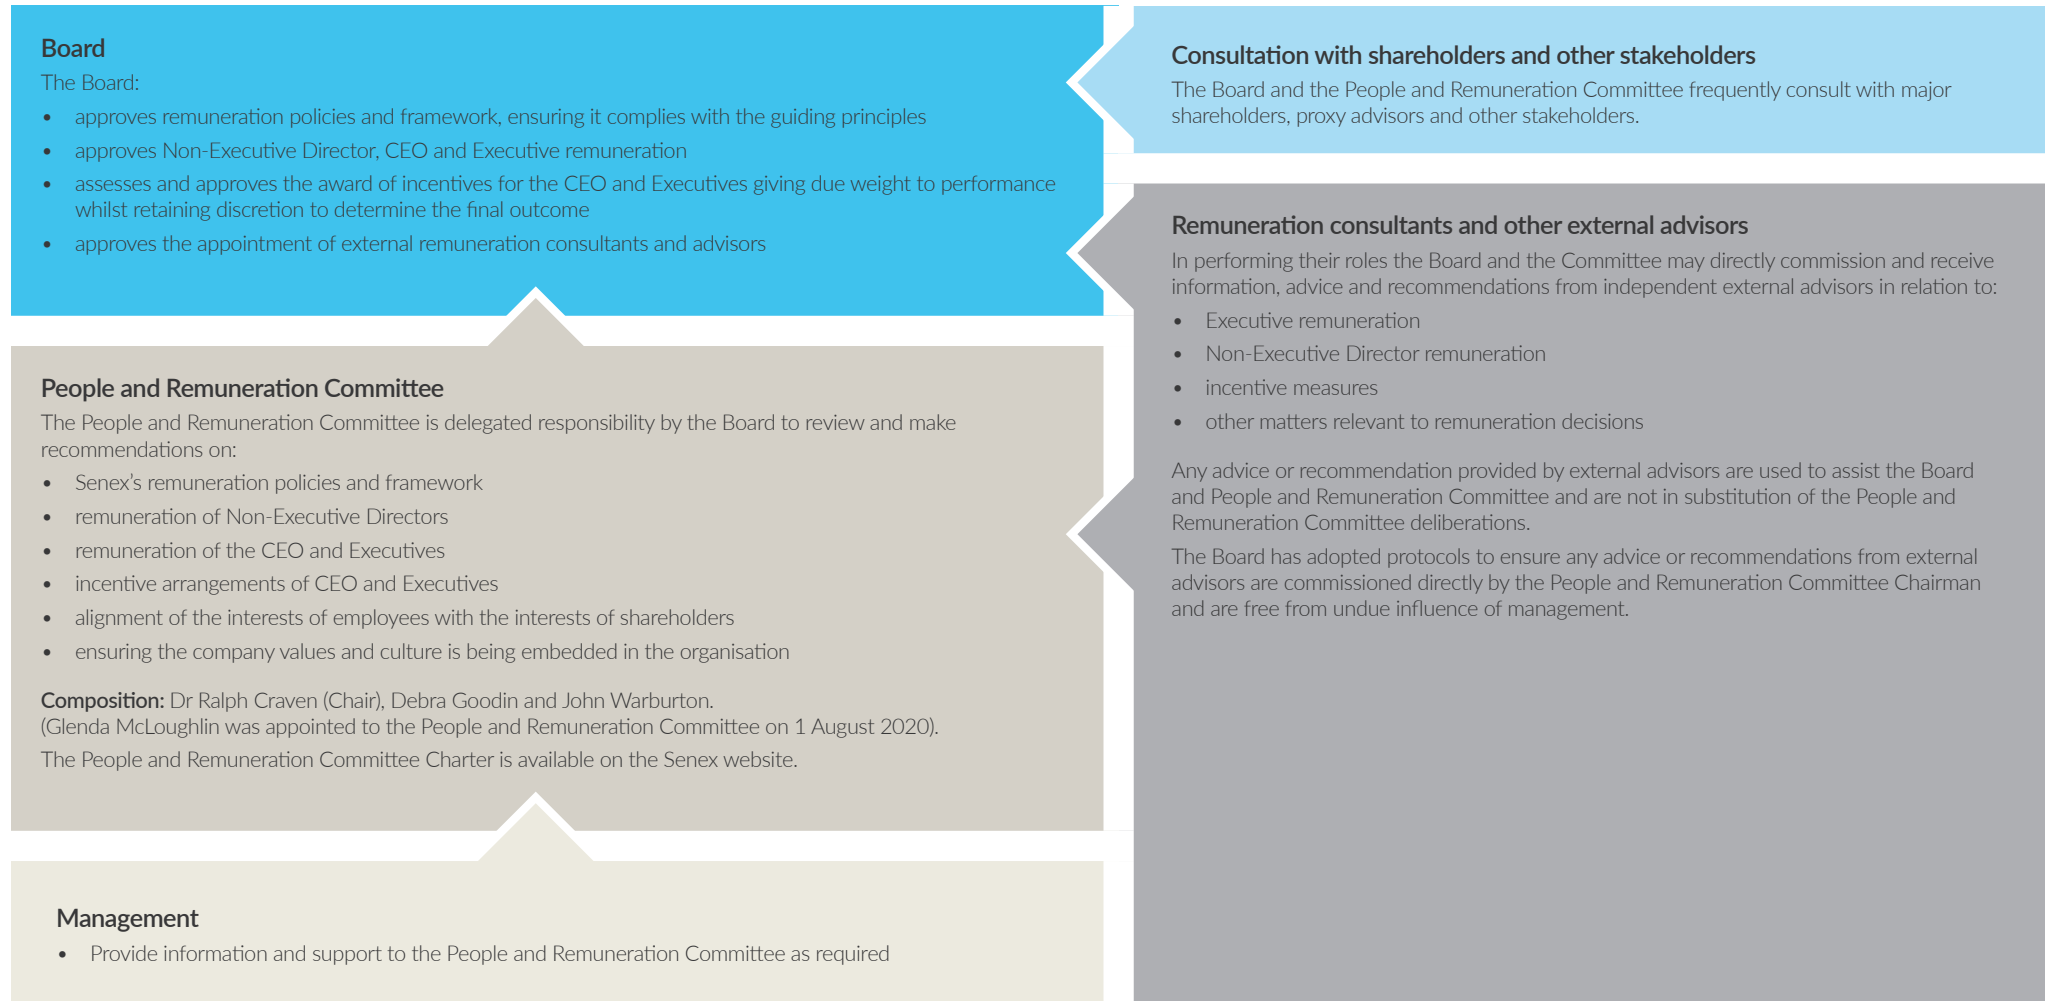 Board
The Board:
• approves remuneration policies and framework, ensuring it complies with the guiding principles
• approves Non-Executive Director, CEO and Executive remuneration
• assesses and approves the award of incentives for the CEO and Executives giving due weight to performance
whilst retaining discretion to determine the final outcome
• approves the appointment of external remuneration consultants and advisors
People and Remuneration Committee
The People and Remuneration Committee is delegated responsibility by the Board to review and make
recommendations on:
• Senex's remuneration policies and framework
• remuneration of Non-Executive Directors
• remuneration of the CEO and Executives
• incentive arrangements of CEO and Executives
• alignment of the interests of employees with the interests of shareholders
• ensuring the company values and culture is being embedded in the organisation
Composition: Dr Ralph Craven (Chair), Debra Goodin and John Warburton.
(Glenda McLoughlin was appointed to the People and Remuneration Committee on 1 August 2020).
The People and Remuneration Committee Charter is available on the Senex website.
Management
• Provide information and support to the People and Remuneration Committee as required
Consultation with shareholders and other stakeholders
The Board and the People and Remuneration Committee frequently consult with major
shareholders, proxy advisors and other stakeholders.
Remuneration consultants and other external advisors
In performing their roles the Board and the Committee may directly commission and receive
information, advice and recommendations from independent external advisors in relation to:
• Executive remuneration
• Non-Executive Director remuneration
• incentive measures
• other matters relevant to remuneration decisions
Any advice or recommendation provided by external advisors are used to assist the Board
and People and Remuneration Committee and are not in substitution of the People and
Remuneration Committee deliberations.
The Board has adopted protocols to ensure any advice or recommendations from external
advisors are commissioned directly by the People and Remuneration Committee Chairman
and are free from undue influence of management.